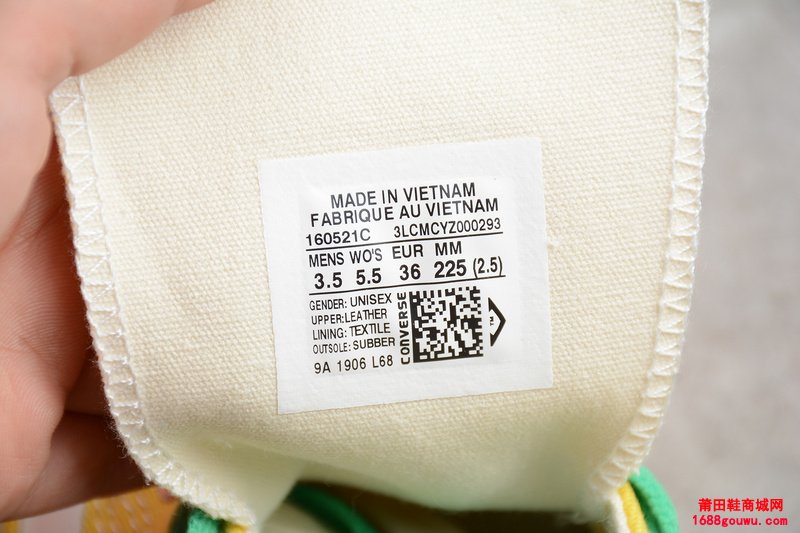 MADE IN VIETNAM
FABRIQUE AU VIETNAM
160521C 3LCMCYZ000293
MENS WO'S EUR MM
3.5 5.5 36 225 (2.5)
GENDER: UNISEX
UPPER:LEATHER
LINING: TEXTILE
OUTSOLE: SUBBER
9A 1906 L68
CONVERSE
TM
莆田鞋商城网
1688gouwu.com